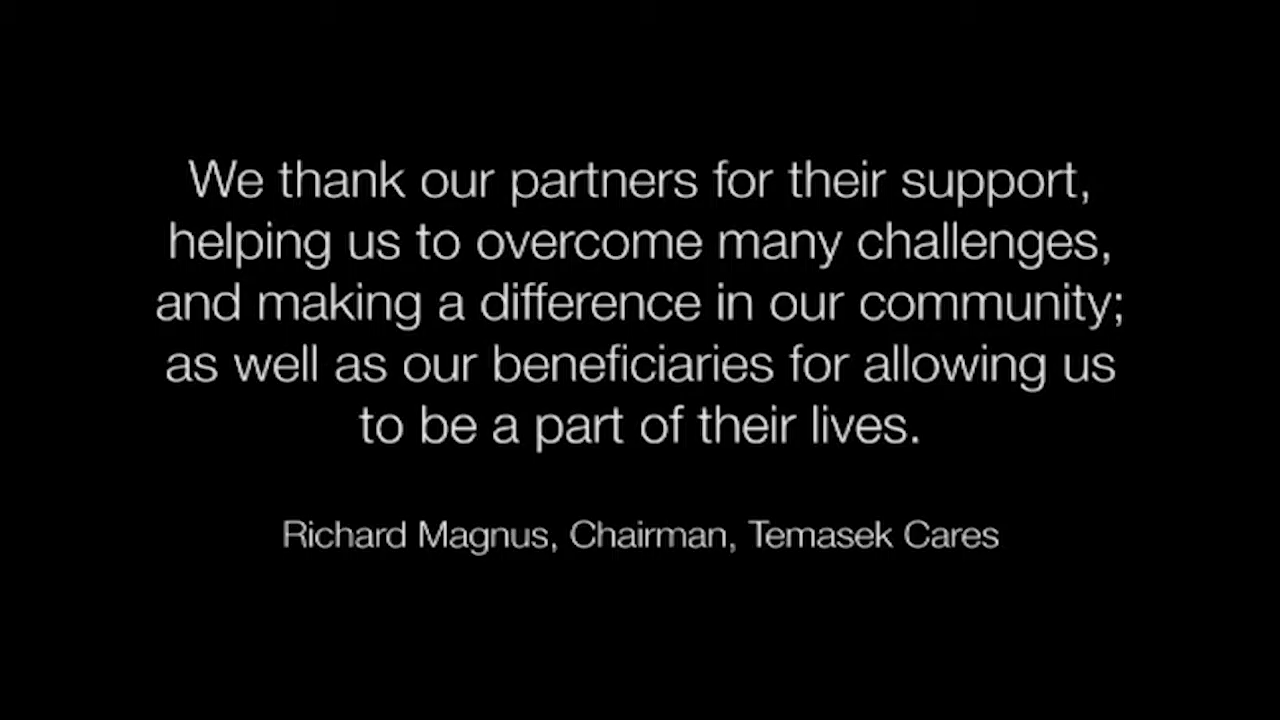 We thank our partners for their support,
helping us to overcome many challenges,
and making a difference in our community;
as well as our beneficiaries for allowing us
to be a part of their lives.
Richard Magnus, Chairman, Temasek Cares